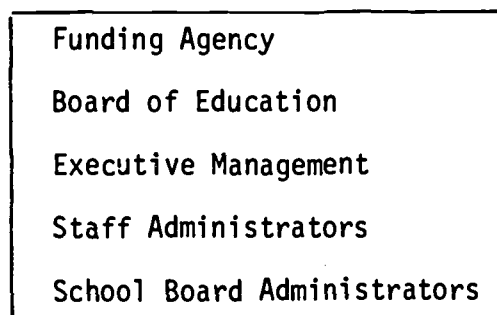 Funding Agency
Board of Education
Executive Management
Staff Administrators
School Board Administrators